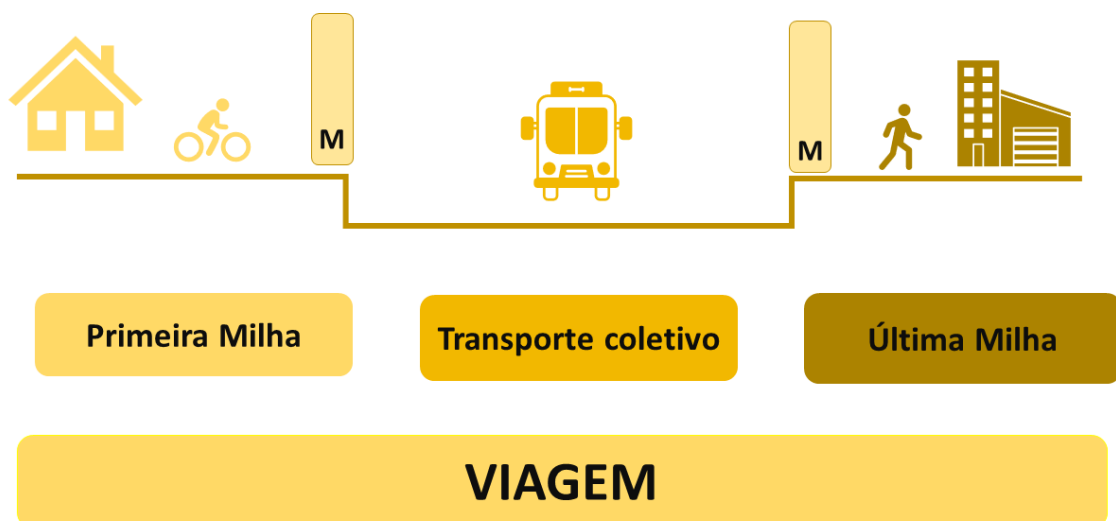 M
M
Primeira Milha
Transporte coletivo
Última Milha
VIAGEM